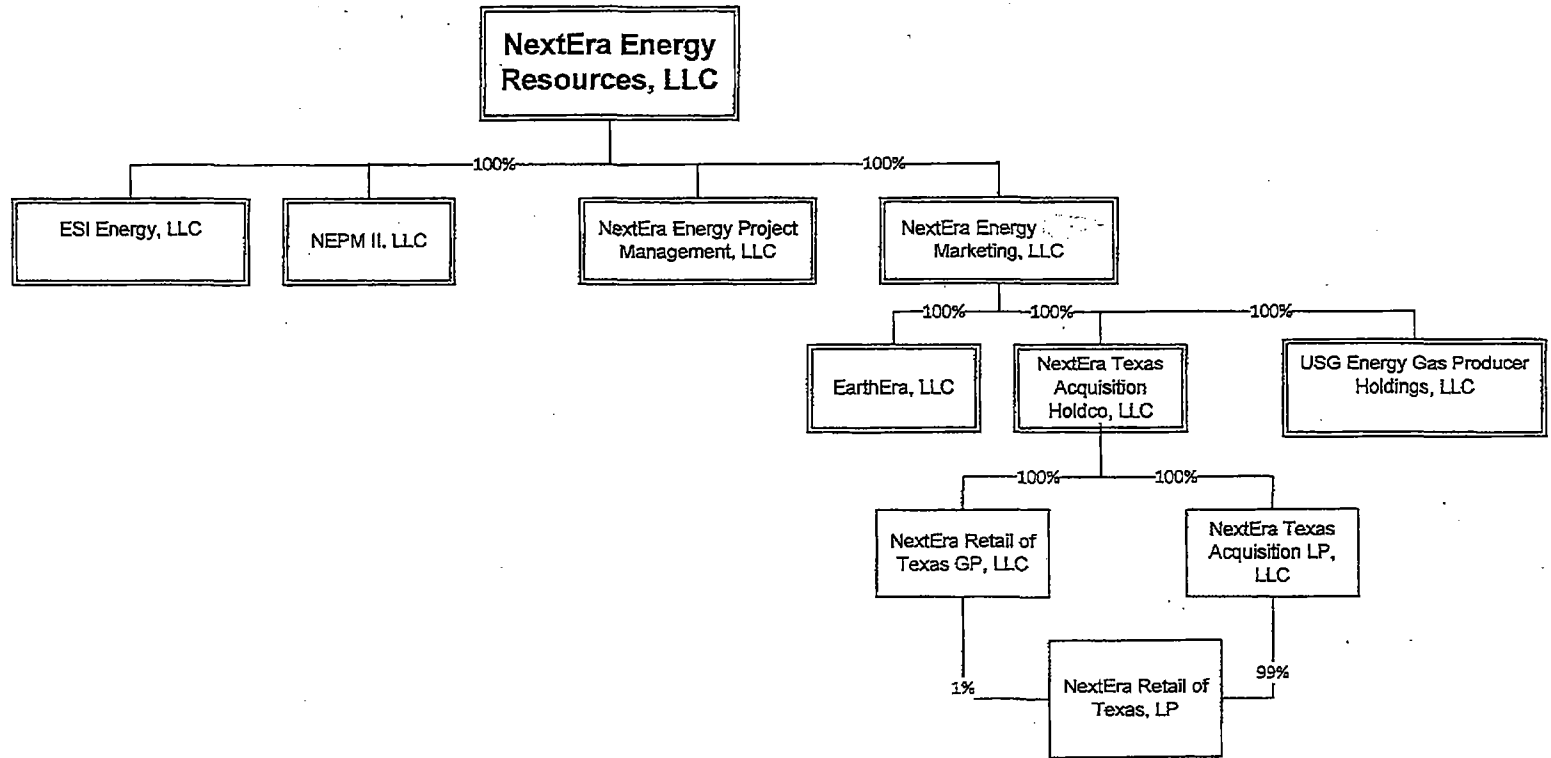 NextEra Energy
Resources, LLC
100%
100%
ESI Energy, LLC
NEPM II, LLC
NextEra Energy Project
Management, LLC
NextEra Energy
Marketing, LLC
100%
100%
100%
EarthEra, LLC
NextEra Texas
Acquisition
Holdco, LLC
USG Energy Gas Producer
Holdings, LLC
100%
100%
NextEra Retail of
Texas GP, LLC
NextEra Texas
Acquisition LP,
LLC
1%
NextEra Retail of
Texas, LP
99%